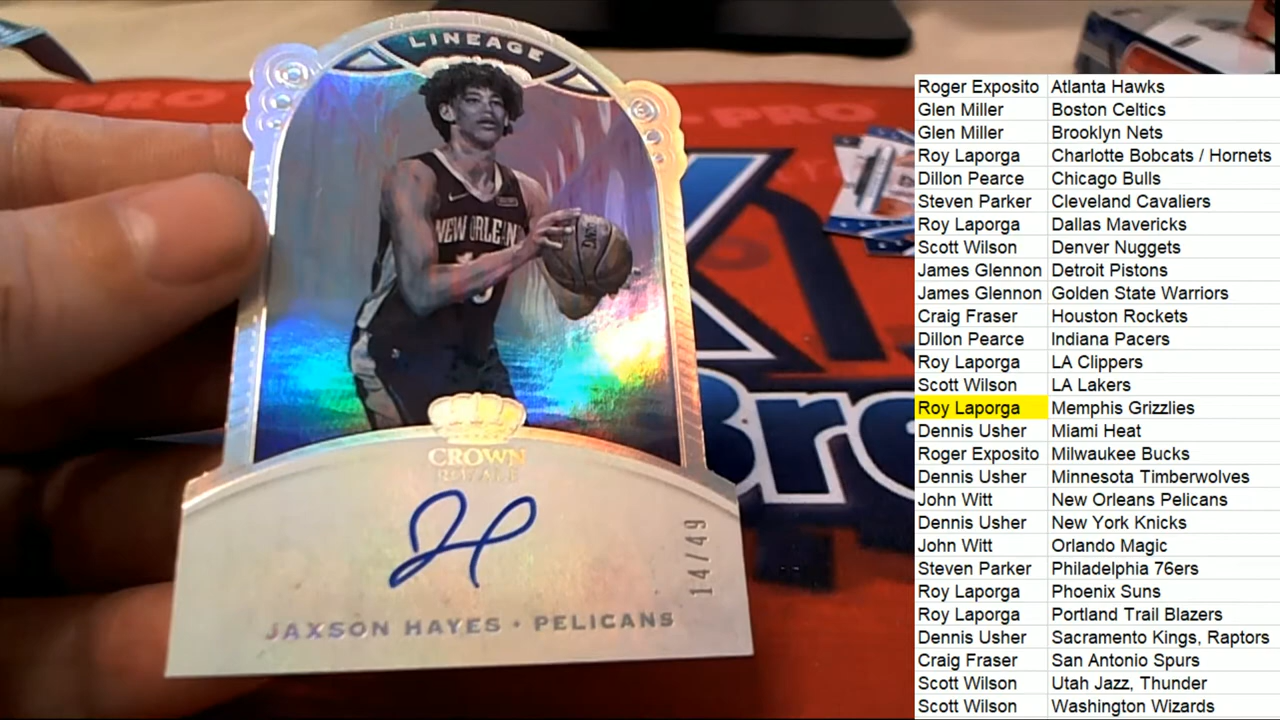 LINEAGE
NEW ORLEAN
CROWN
ROYALE
14/49
JAXSON HAYES • PELICANS
PRO
-PRO
Bro
Roger Exposito Atlanta Hawks
Glen Miller Boston Celtics
Glen Miller Brooklyn Nets
Roy Laporga Charlotte Bobcats / Hornets
Dillon Pearce Chicago Bulls
Steven Parker Cleveland Cavaliers
Roy Laporga Dallas Mavericks
Scott Wilson Denver Nuggets
James Glennon Detroit Pistons
James Glennon Golden State Warriors
Craig Fraser Houston Rockets
Dillon Pearce Indiana Pacers
Roy Laporga LA Clippers
Scott Wilson LA Lakers
Roy Laporga Memphis Grizzlies
Dennis Usher Miami Heat
Roger Exposito Milwaukee Bucks
Dennis Usher Minnesota Timberwolves
John Witt New Orleans Pelicans
Dennis Usher New York Knicks
John Witt Orlando Magic
Steven Parker Philadelphia 76ers
Roy Laporga Phoenix Suns
Roy Laporga Portland Trail Blazers
Dennis Usher Sacramento Kings, Raptors
Craig Fraser San Antonio Spurs
Scott Wilson Utah Jazz, Thunder
Scott Wilson Washington Wizards